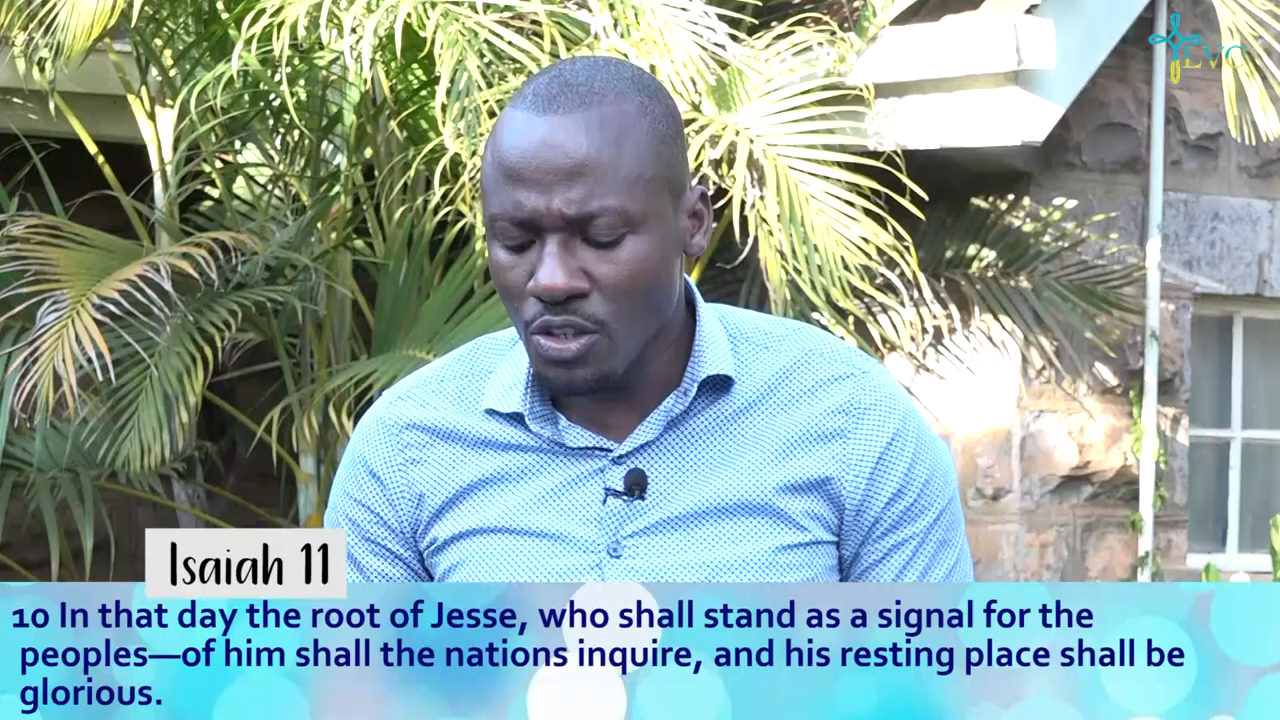 LVC
Isaiah 11
10 In that day the root of Jesse, who shall stand as a signal for the
peoples—of him shall the nations inquire, and his resting place shall be
glorious.